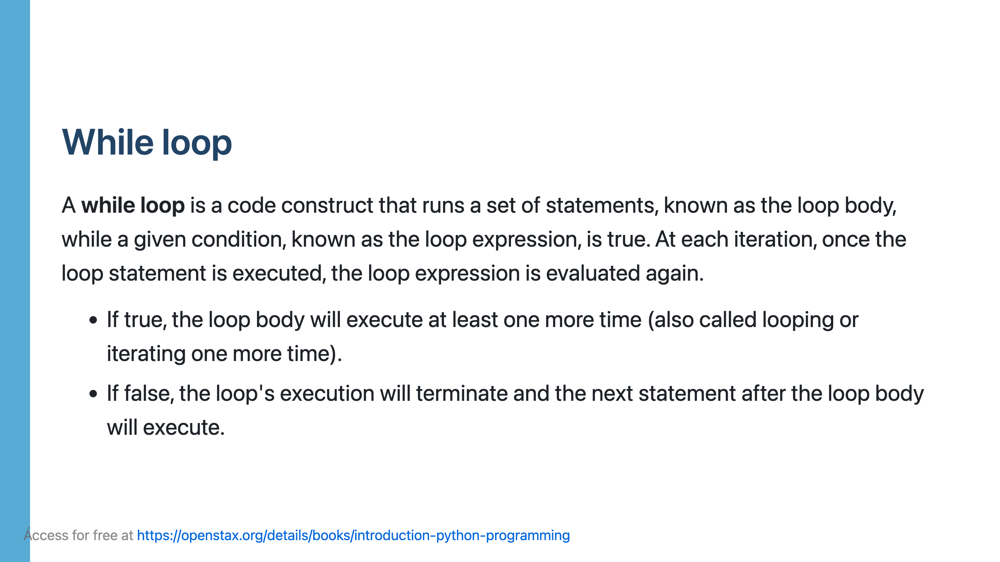 While loop
A while loop is a code construct that runs a set of statements, known as the loop body,
while a given condition, known as the loop expression, is true. At each iteration, once the
loop statement is executed, the loop expression is evaluated again.
• If true, the loop body will execute at least one more time (also called looping or
iterating one more time).
• If false, the loop's execution will terminate and the next statement after the loop body
will execute.
Áccess for free at https://openstax.org/details/books/introduction-python-programming